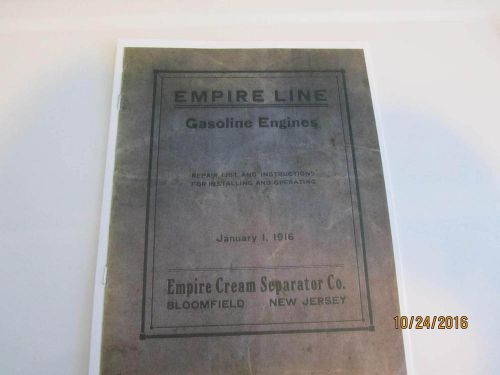 EMPIRE LINE
Gasoline Engines
REPAIR LIST AND INSTRUCTIONS
FOR INSTALLING AND OPERATING
January 1, 1916
Empire Cream Separator Co.
BLOOMFIELD NEW JERSEY
10/24/2016